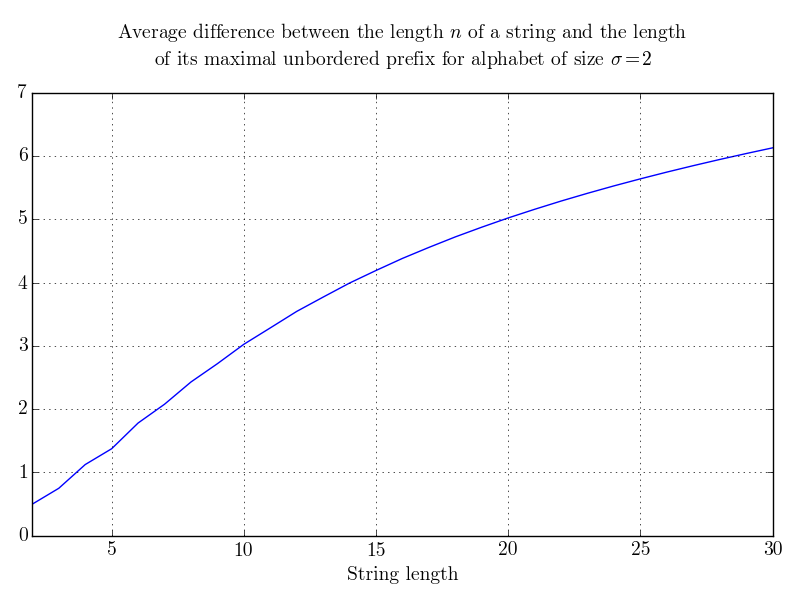 Average difference between the length n of a string and the length
of its maximal unbordered prefix for alphabet of size σ=2
7
6
5
4
3
2
1
0
5 10 15 20 25 30
String length